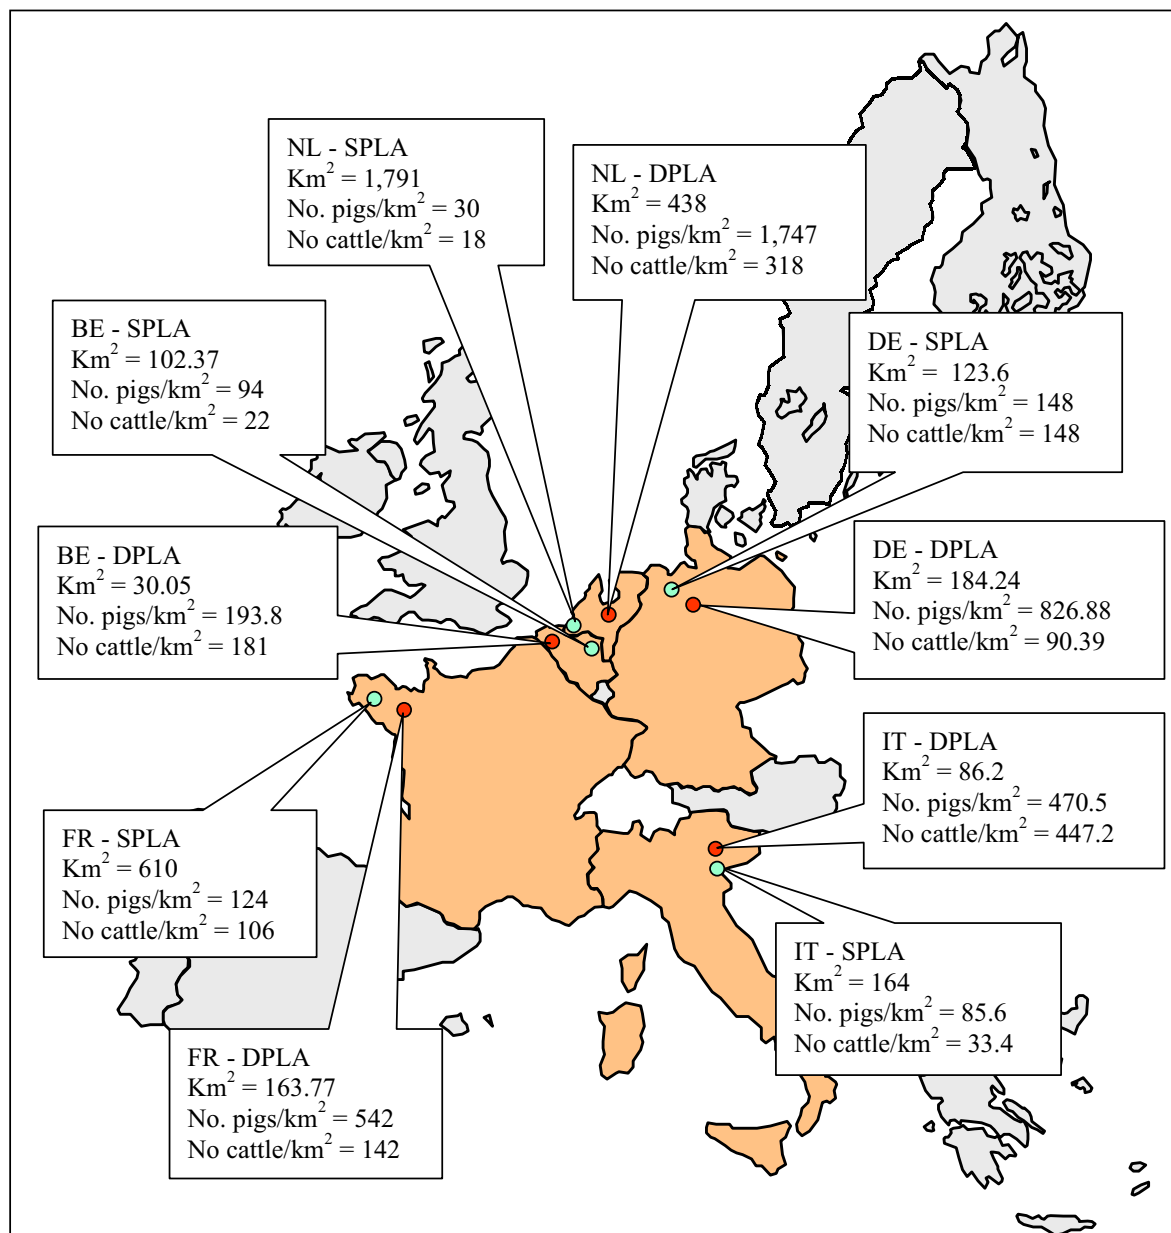 NL - SPLA
Km² = 1,791
No. pigs/km² = 30
No cattle/km² = 18
NL - DPLA
Km² = 438
No. pigs/km² = 1,747
No cattle/km² = 318
BE - SPLA
Km² = 102.37
No. pigs/km² = 94
No cattle/km² = 22
DE - SPLA
Km² = 123.6
No. pigs/km² = 148
No cattle/km² = 148
BE - DPLA
Km² = 30.05
No. pigs/km² = 193.8
No cattle/km² = 181
DE - DPLA
Km² = 184.24
No. pigs/km² = 826.88
No cattle/km² = 90.39
IT - DPLA
Km² = 86.2
No. pigs/km² = 470.5
No cattle/km² = 447.2
FR - SPLA
Km² = 610
No. pigs/km² = 124
No cattle/km² = 106
IT - SPLA
Km² = 164
No. pigs/km² = 85.6
No cattle/km² = 33.4
FR - DPLA
Km² = 163.77
No. pigs/km² = 542
No cattle/km² = 142